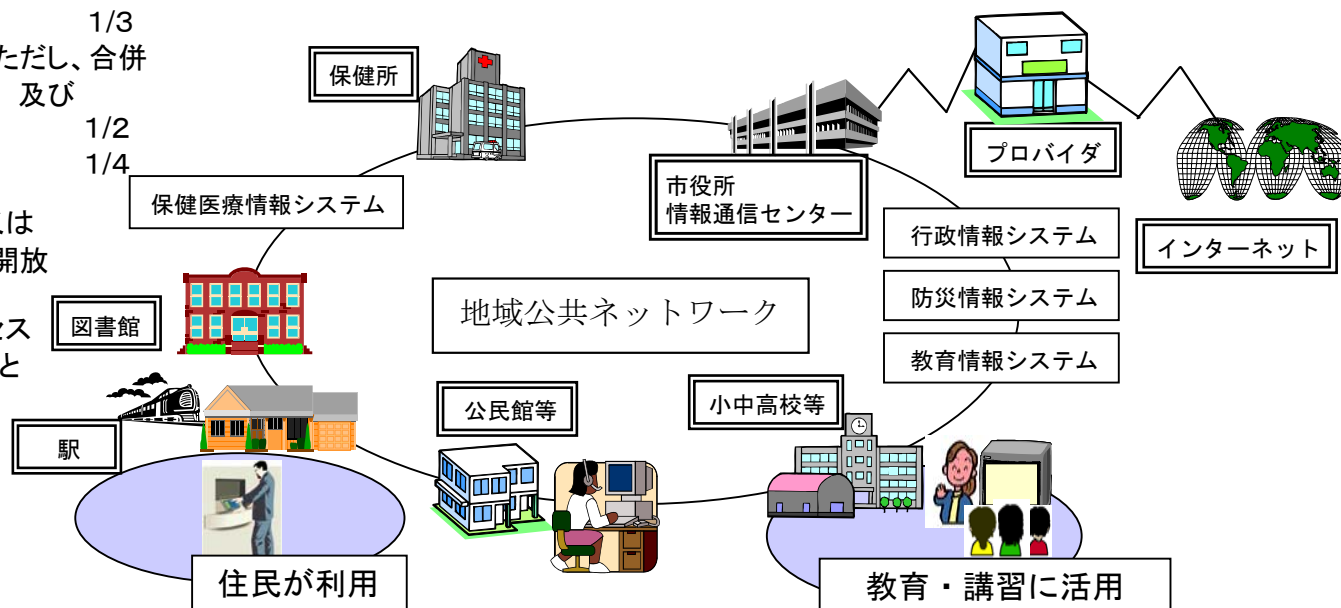 1/3
ただし、合併
及び
1/2
1/4
は
開放
セス
と
保健所
プロバイダ
市役所
情報通信センター
保健医療情報システム
行政情報システム
インターネット
防災情報システム
地域公共ネットワーク
図書館
教育情報システム
公民館等
小中高校等
駅
住民が利用
教育・講習に活用